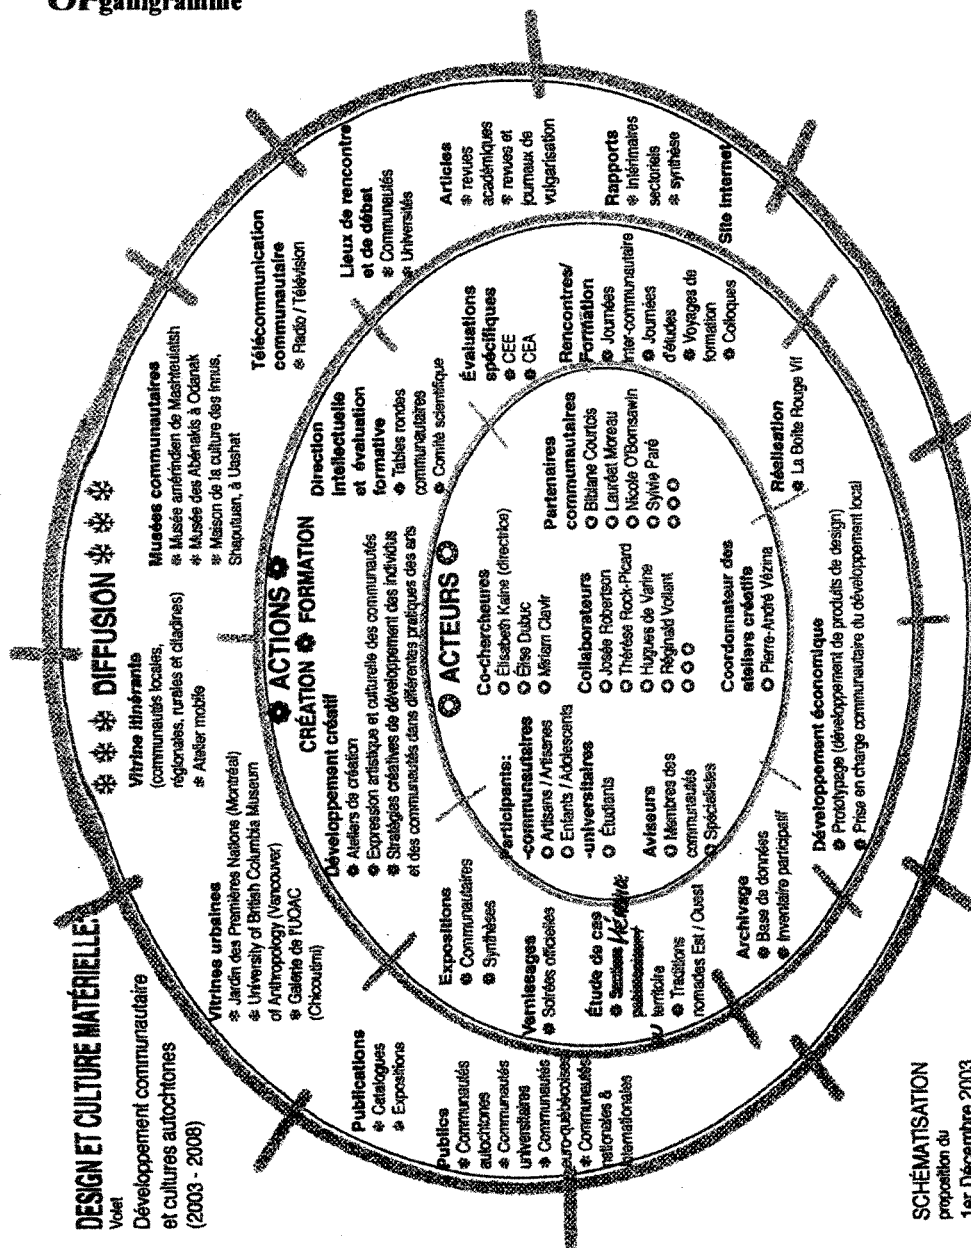 Organigramme
DESIGN ET CULTURE MATÉRIELLE
Volet
Développement communautaire
et cultures autochtones
(2003 - 2008)
DIFFUSION
Vitrine itinérante
(communautés locales,
régionales, rurales et citadines)
Atelier mobile
Vitrines urbaines
Jardin des Premières Nations (Montréal)
University of British Columbia Museum
of Anthropology (Vancouver)
Galerie de l'UQAC
(Chicoutimi)
Musées communautaires
Musée amérindien de Mashteuiatsh
Musée des Abénakis à Odanak
Maison de la culture des Innus,
Shaputuan, à Uashat
Télécommunication
communautaire
Radio / Télévision
Lieux de rencontre
et de débat
Communautés
Universités
Articles
revues
académiques
revues et
journaux de
vulgarisation
Rapports
intérimaires
sectoriels
synthèse
Site Internet
Publications
Catalogues
Expositions
Publics
Communautés
autochtones
Communautés
universitaires
Communautés
euro-québécoises
Communautés
nationales &
internationales
ACTIONS
CRÉATION FORMATION
Développement créatif
Ateliers de création
Expression artistique et culturelle des communautés
Stratégies créatives de développement des individus
et des communautés dans différentes pratiques des arts
Direction
intellectuelle
et évaluation
formative
Tables rondes
communautaires
Comité scientifique
Évaluations
spécifiques
CEE
CEA
Rencontres/
Formation
Journées
inter-communautaire
Journées
d'études
Voyages de
formation
Colloques
Réalisation
La Boite Rouge Vif
Expositions
Communautaires
Synthèses
Vernissages
Soirées officielles
Étude de cas
territoire
Traditions
nomades Est / Ouest
Archivage
Base de données
Inventaire participatif
Développement économique
Prototypage (développement de produits de design)
Prise en charge communautaire du développement local
ACTEURS
Co-chercheures
Élisabeth Kaine (directrice)
Élise Dubuc
Miriam Clavir
Participants:
-communautaires
Artisans / Artisanes
Enfants / Adolescents
-universitaires
Étudiants
Aviseurs
Membres des
communautés
Spécialistes
Collaborateurs
Josée Robertson
Thérèse Rock-Picard
Hugues de Varine
Réginald Vollant
Partenaires
communautaires
Bibiane Courtois
Lauréat Moreau
Nicole O'Bomsawin
Sylvie Paré
Coordonnateur des
ateliers créatifs
Pierre-André Vézina
SCHÉMATISATION
proposition du
1er Décembre 2003